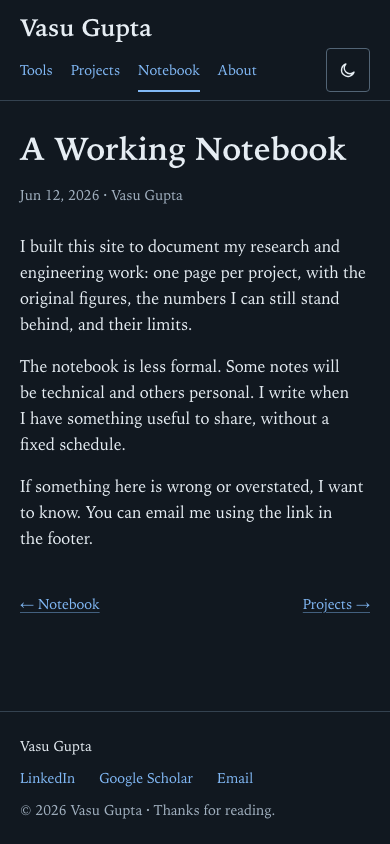 Vasu Gupta
Tools Projects Notebook About
A Working Notebook
Jun 12, 2026 · Vasu Gupta
I built this site to document my research and
engineering work: one page per project, with the
original figures, the numbers I can still stand
behind, and their limits.
The notebook is less formal. Some notes will
be technical and others personal. I write when
I have something useful to share, without a
fixed schedule.
If something here is wrong or overstated, I want
to know. You can email me using the link in
the footer.
← Notebook Projects →
Vasu Gupta
LinkedIn Google Scholar Email
© 2026 Vasu Gupta · Thanks for reading.